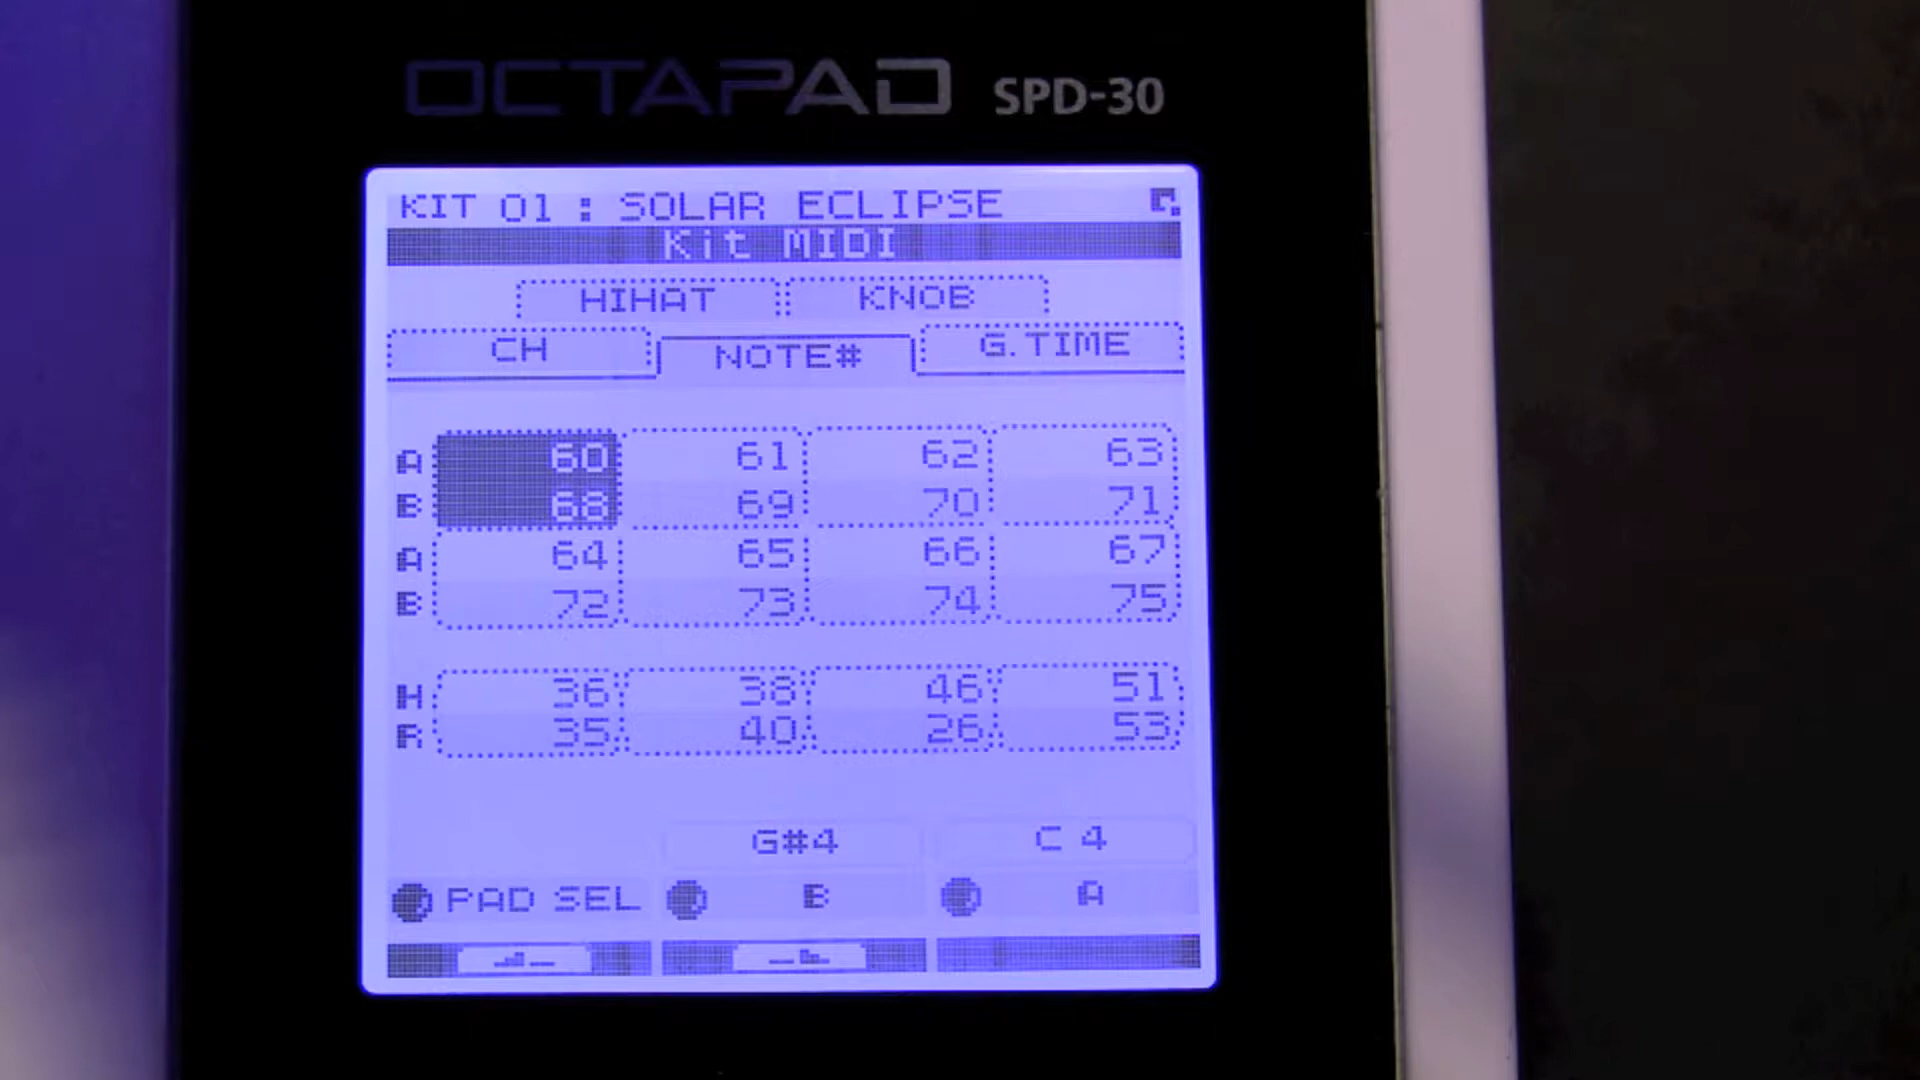 OCTAPAD SPD-30
KIT 01 : SOLAR ECLIPSE
Kit MIDI
HIHAT KNOB
CH NOTE# G.TIME
A 60 61 62 63
B 68 69 70 71
A 64 65 66 67
B 72 73 74 75
H 36 38 46 51
R 35 40 26 53
G#4 C 4
PAD SEL B A